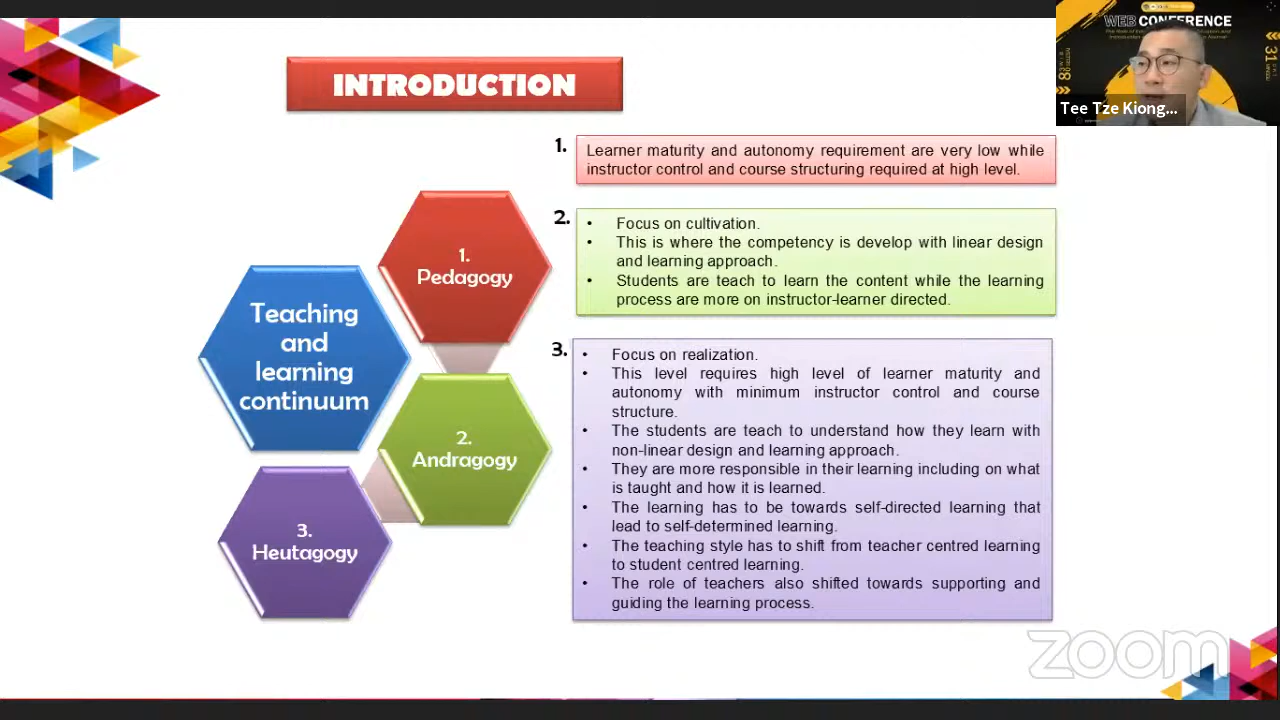 INTRODUCTION
WEB CONFERENCE
Tee Tze Kiong...
1.
Learner maturity and autonomy requirement are very low while
instructor control and course structuring required at high level.
2.
• Focus on cultivation.
• This is where the competency is develop with linear design
and learning approach.
• Students are teach to learn the content while the learning
process are more on instructor-learner directed.
3.
• Focus on realization.
• This level requires high level of learner maturity and
autonomy with minimum instructor control and course
structure.
• The students are teach to understand how they learn with
non-linear design and learning approach.
• They are more responsible in their learning including on what
is taught and how it is learned.
• The learning has to be towards self-directed learning that
lead to self-determined learning.
• The teaching style has to shift from teacher centred learning
to student centred learning.
• The role of teachers also shifted towards supporting and
guiding the learning process.
Teaching
and
learning
continuum
1.
Pedagogy
2.
Andragogy
3.
Heutagogy
zoom